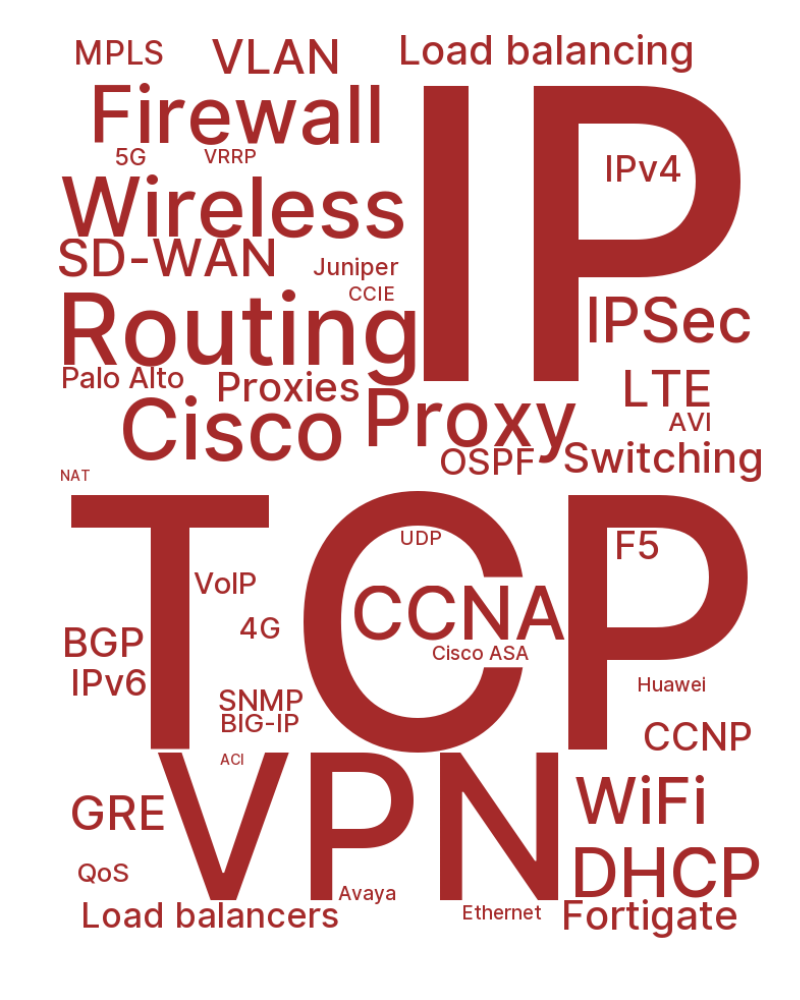 MPLS
VLAN
Load balancing
Firewall
IP
5G
VRRP
IPv4
Wireless
SD-WAN
Juniper
CCIE
Routing
IPSec
Palo Alto
Proxies
LTE
Cisco
Proxy
AVI
OSPF
Switching
NAT
TCP
UDP
F5
VoIP
CCNA
4G
BGP
Cisco ASA
IPv6
Huawei
SNMP
BIG-IP
CCNP
ACI
VPN
GRE
WiFi
QoS
DHCP
Avaya
Load balancers
Ethernet
Fortigate